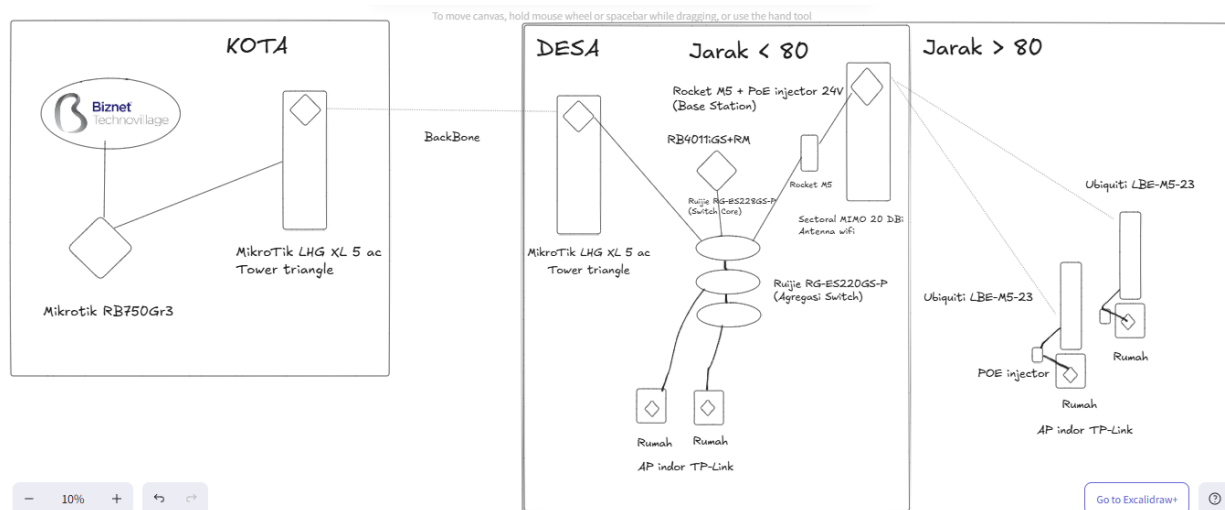 To move canvas, hold mouse wheel or spacebar while dragging, or use the hand tool
KOTA
Biznet
Technovillage
MikroTik LHG XL 5 ac
Tower triangle
Mikrotik RB750Gr3
BackBone
DESA
Jarak < 80
Rocket M5 + PoE injector 24V
(Base Station)
RB4011iGS+RM
Ruijie RG-ES228GS-P
(Switch Core)
Rocket M5
Sectoral MIMO 20 DBi
Antenna wifi
MikroTik LHG XL 5 ac
Tower triangle
Ruijie RG-ES220GS-P
(Agregasi Switch)
Rumah
Rumah
AP indor TP-Link
Jarak > 80
Ubiquiti LBE-M5-23
Ubiquiti LBE-M5-23
Rumah
POE injector
Rumah
AP indor TP-Link
10%
Go to Excalidraw+